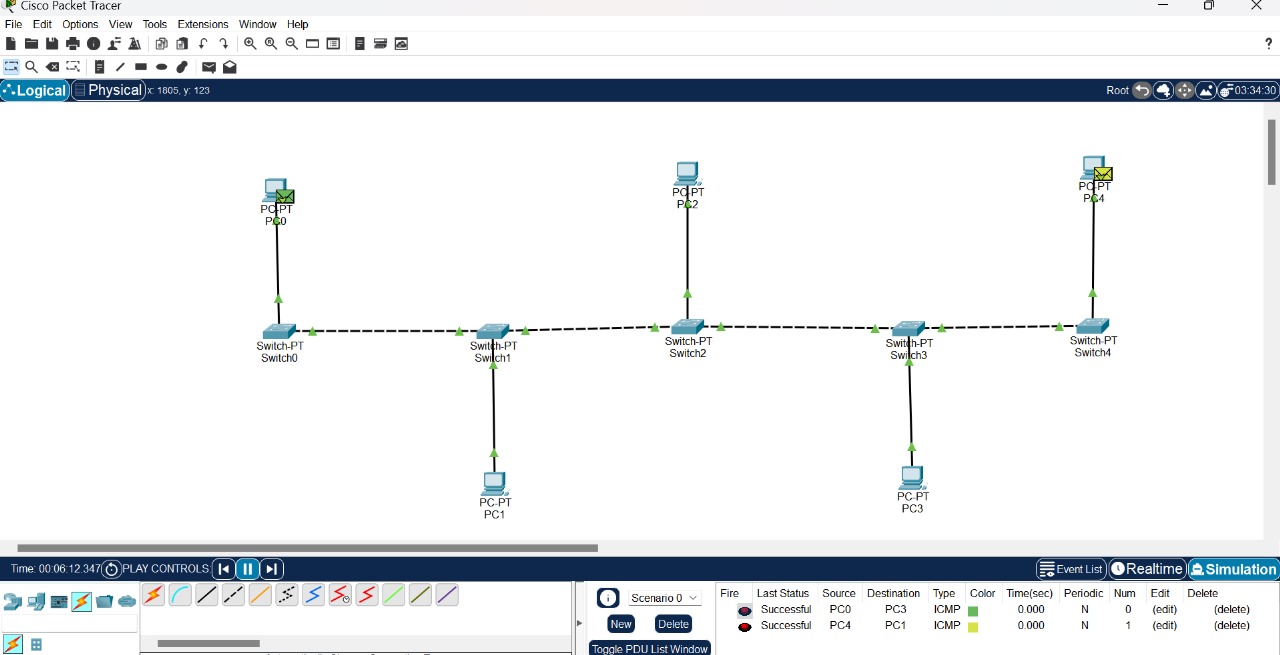 Cisco Packet Tracer
File Edit Options View Tools Extensions Window Help
?
Logical Physical x: 1805, y: 123 Root 03:34:30
PC-PT
PC0
PC-PT
PC2
PC-PT
PC4
Switch-PT
Switch0
Switch-PT
Switch1
Switch-PT
Switch2
Switch-PT
Switch3
Switch-PT
Switch4
PC-PT
PC1
PC-PT
PC3
Time: 00:06:12.347 PLAY CONTROLS: Event List Realtime Simulation
Scenario 0
New Delete
Toggle PDU List Window
Fire Last Status Source Destination Type Color Time(sec) Periodic Num Edit Delete
Successful PC0 PC3 ICMP 0.000 N 0 (edit) (delete)
Successful PC4 PC1 ICMP 0.000 N 1 (edit) (delete)